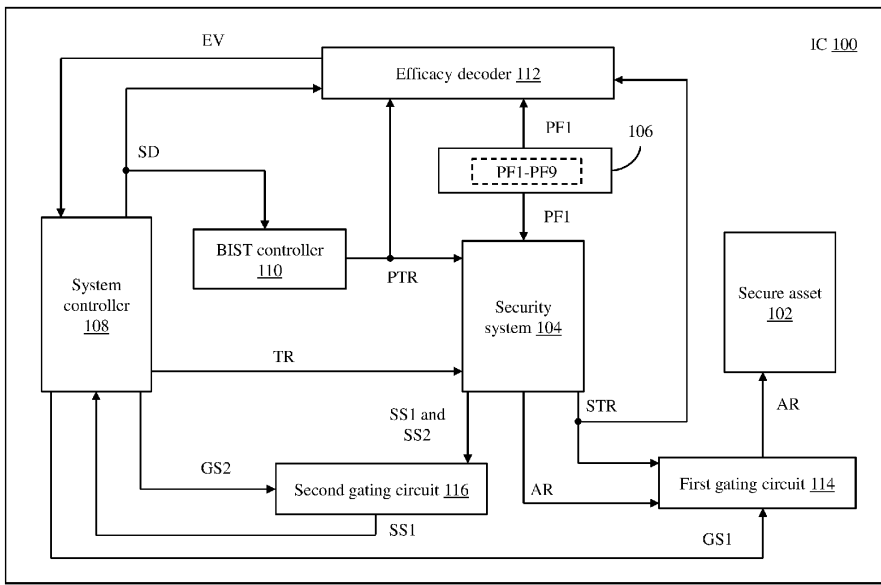 EV
IC 100
Efficacy decoder 112
PF1
106
SD
PF1-PF9
PF1
BIST controller
110
PTR
System
controller
108
Security
system 104
Secure asset
102
TR
SS1 and
SS2
STR
AR
GS2
Second gating circuit 116
AR
First gating circuit 114
SS1
GS1